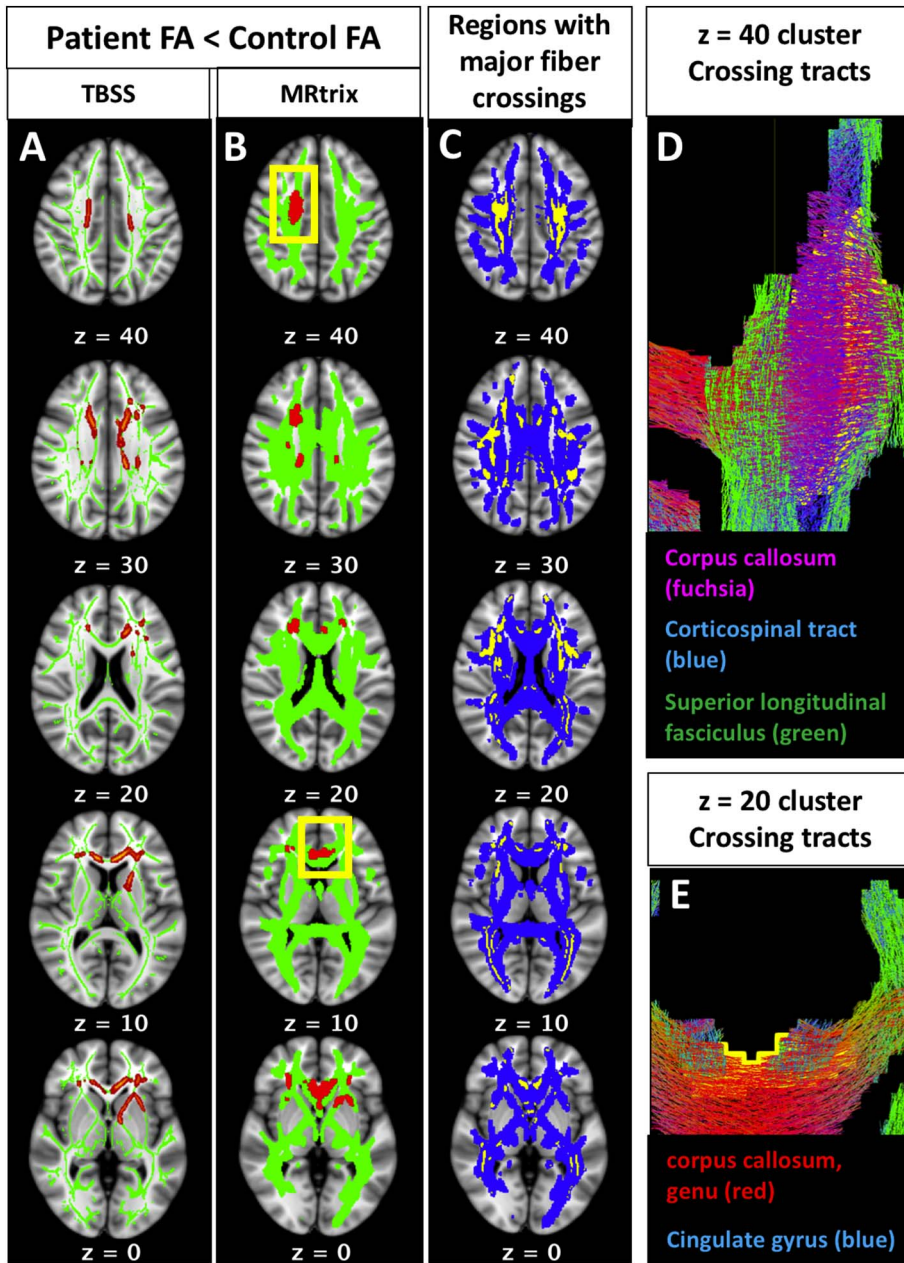 Patient FA < Control FA
TBSS
MRtrix
Regions with
major fiber
crossings
z = 40 cluster
Crossing tracts
A
B
C
D
z = 40
z = 40
z = 40
z = 30
z = 30
z = 30
z = 20
z = 20
z = 20
z = 10
z = 10
z = 10
z = 0
z = 0
z = 0
Corpus callosum
(fuchsia)
Corticospinal tract
(blue)
Superior longitudinal
fasciculus (green)
z = 20 cluster
Crossing tracts
E
corpus callosum,
genu (red)
Cingulate gyrus (blue)